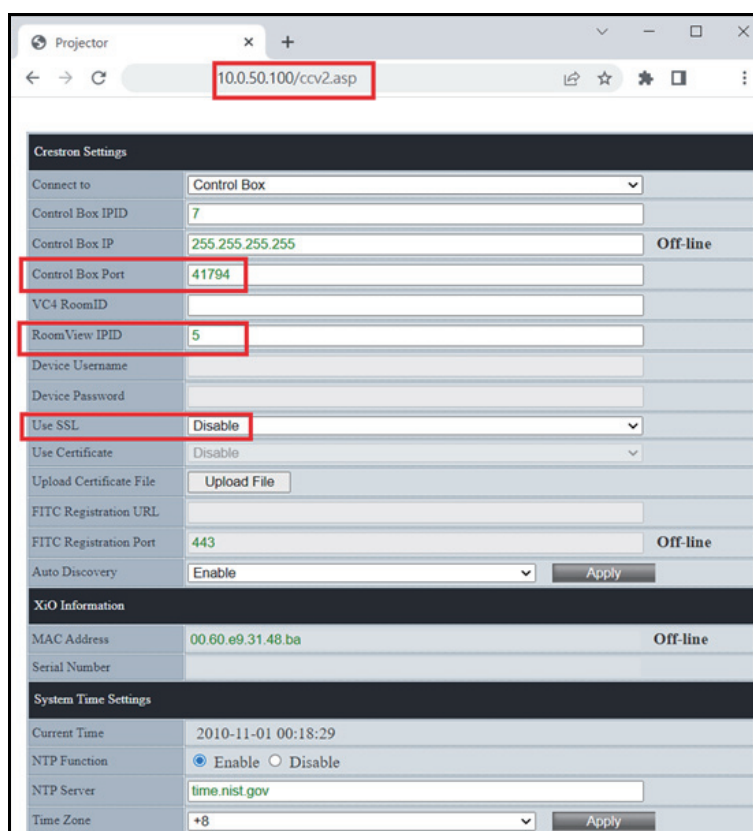 Projector
10.0.50.100/ccv2.asp
Crestron Settings
Connect to Control Box
Control Box IPID 7
Control Box IP 255.255.255.255 Off-line
Control Box Port 41794
VC4 RoomID
RoomView IPID 5
Device Username
Device Password
Use SSL Disable
Use Certificate Disable
Upload Certificate File Upload File
FITC Registration URL
FITC Registration Port 443 Off-line
Auto Discovery Enable Apply
XiO Information
MAC Address 00.60.e9.31.48.ba Off-line
Serial Number
System Time Settings
Current Time 2010-11-01 00:18:29
NTP Function Enable Disable
NTP Server time.nist.gov
Time Zone +8 Apply